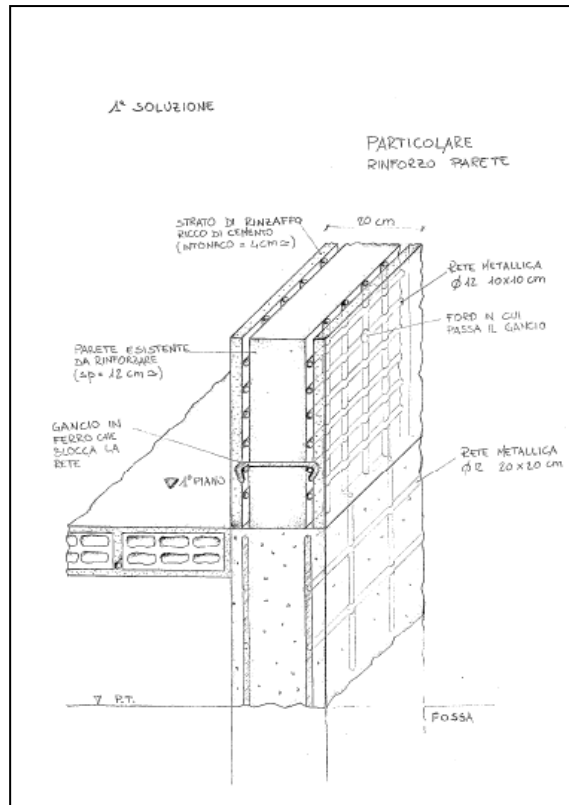 1ª SOLUZIONE
PARTICOLARE
RINFORZO PARETE
STRATO DI RINZAFFO
RICCO DI CEMENTO
(INTONACO = 4cm ≃)
20 cm
RETE METALLICA
Ø 12 10x10 cm
FORO IN CUI
PASSA IL GANCIO
PARETE ESISTENTE
DA RINFORZARE
(sp = 12 cm ≃)
GANCIO IN
FERRO CHE
BLOCCA LA
RETE
1° PIANO
RETE METALLICA
Ø 12 20x20 cm
P.T.
FOSSA